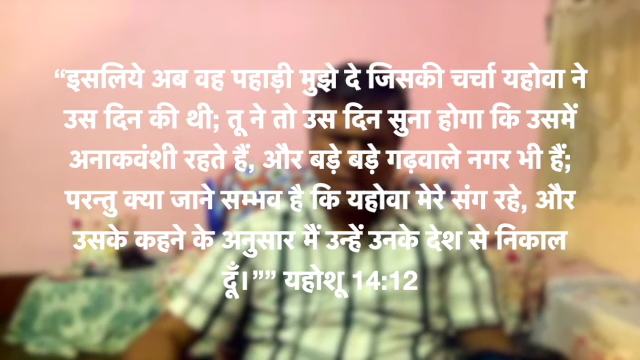 “इसलिये अब वह पहाड़ी मुझे दे जिसकी चर्चा यहोवा ने
उस दिन की थी; तू ने तो उस दिन सुना होगा कि उसमें
अनाकवंशी रहते हैं, और बड़े बड़े गढ़वाले नगर भी हैं;
परन्तु क्या जाने सम्भव है कि यहोवा मेरे संग रहे, और
उसके कहने के अनुसार मैं उन्हें उनके देश से निकाल
दूँ।”” यहोशू 14:12